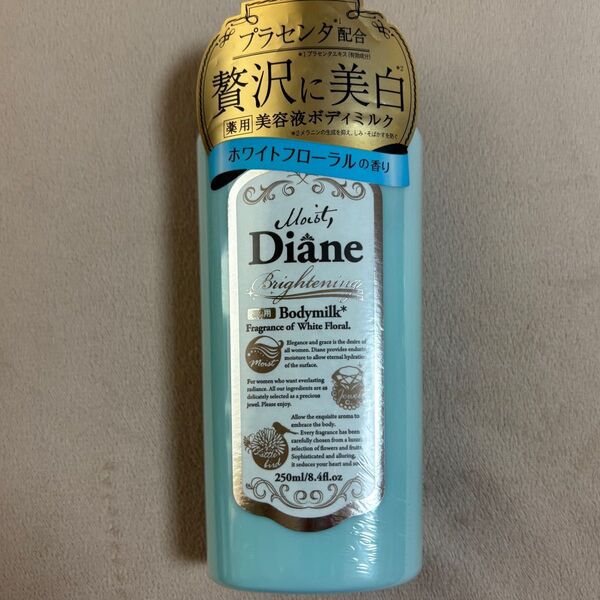 プラセンタ*1配合
*1プラセンタエキス(有効成分)
贅沢に美白*2
薬用 美容液ボディミルク
*2メラニンの生成を抑え、しみ・そばかすを防ぐ
ホワイトフローラルの香り
Moist,
Diane
Brightening
薬用 Bodymilk*
Fragrance of White Floral.
Elegance and grace is the desire of
all women. Diane provides enduring
moisture to allow eternal hydration
of the surface.
Moist
For women who want everlasting
radiance. All our ingredients are as
delicately selected as a precious
jewel. Please enjoy.
Jewel
Allow the exquisite aroma to
embrace the body.
Every fragrance has been
carefully chosen from a luxury
selection of flowers and fruits.
Sophisticated and alluring,
it seduces your heart and
Little
bird
250ml/8.4fl.oz